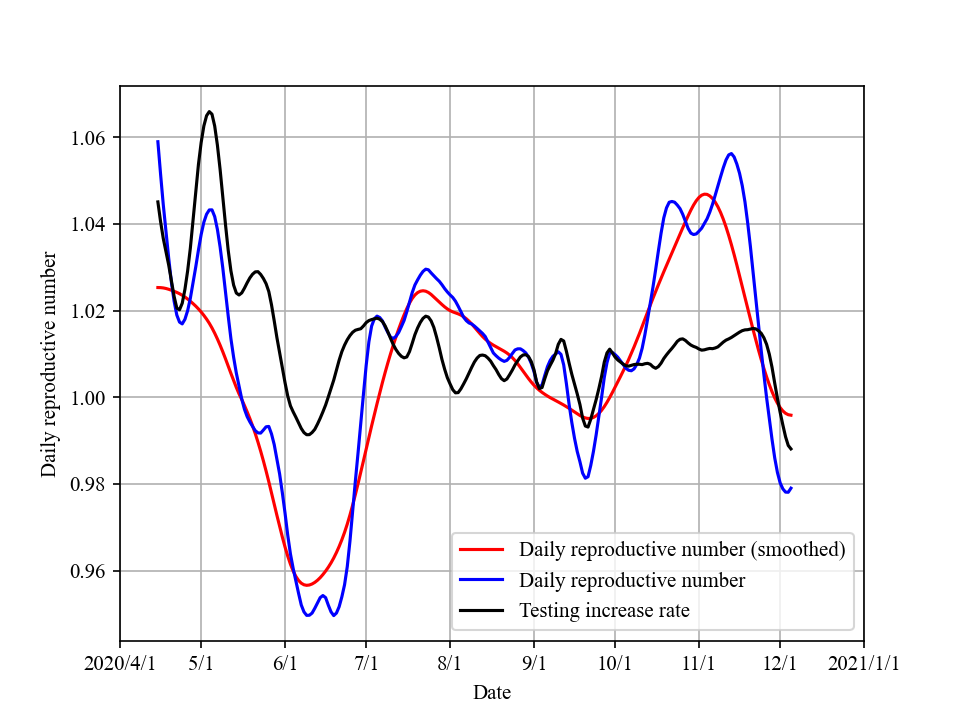 Daily reproductive number
1.06
1.04
1.02
1.00
0.98
0.96
Daily reproductive number (smoothed)
Daily reproductive number
Testing increase rate
2020/4/1 5/1 6/1 7/1 8/1 9/1 10/1 11/1 12/1 2021/1/1
Date